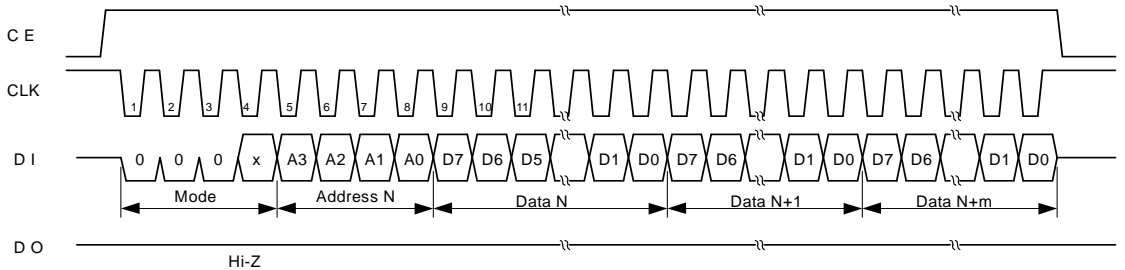 C E
CLK
1 2 3 4 5 6 7 8 9 10 11
D I
0 0 0 x A3 A2 A1 A0 D7 D6 D5 D1 D0 D7 D6 D1 D0 D7 D6 D1 D0
Mode Address N Data N Data N+1 Data N+m
D O
Hi-Z